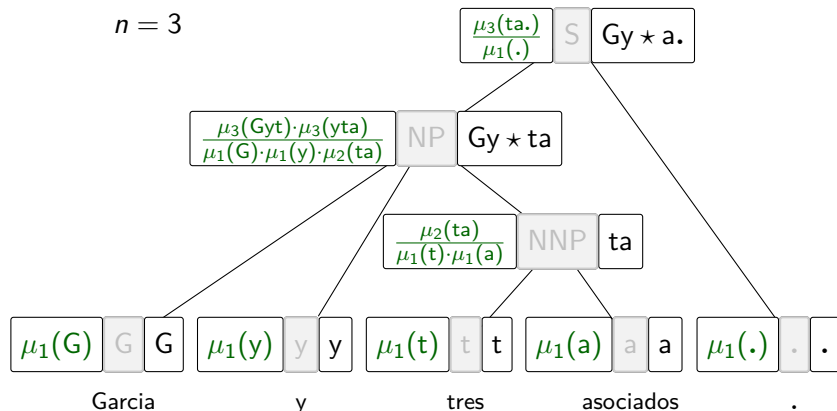 n = 3
μ₃(ta.)
μ₁(.)
S
Gy ⋆ a.
μ₃(Gyt)·μ₃(yta)
μ₁(G)·μ₁(y)·μ₂(ta)
NP
Gy ⋆ ta
μ₂(ta)
μ₁(t)·μ₁(a)
NNP
ta
μ₁(G) G G μ₁(y) y y μ₁(t) t t μ₁(a) a a μ₁(.) . .
Garcia y tres asociados .